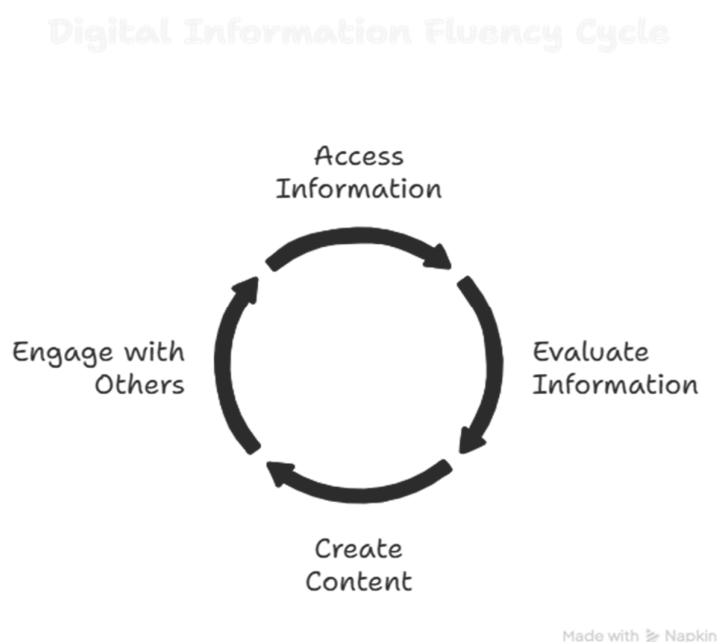 Digital Information Fluency Cycle
Access
Information
Engage with
Others
Evaluate
Information
Create
Content
Made with Napkin